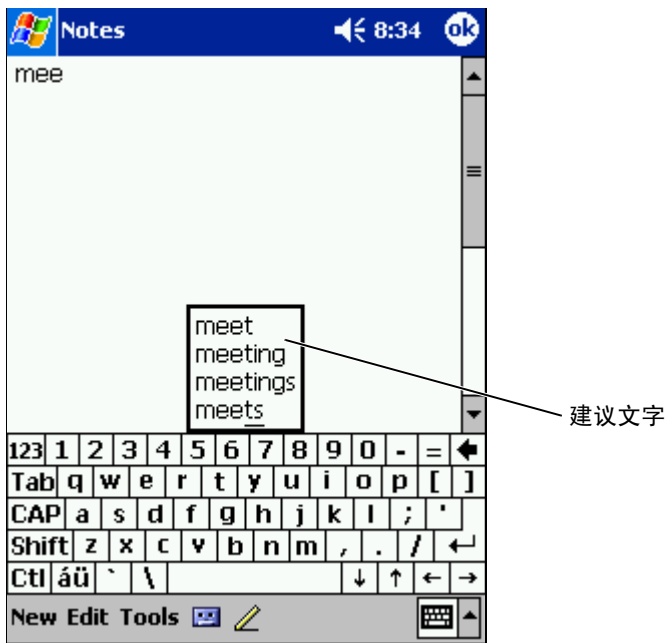 Notes 8:34 ok
mee
meet
meeting
meetings
meets
建议文字
123 1 2 3 4 5 6 7 8 9 0 - =
Tab q w e r t y u i o p [ ]
CAP a s d f g h j k l ; '
Shift z x c v b n m , . /
Ctl áü ` \ ↓ ↑ ← →
New Edit Tools